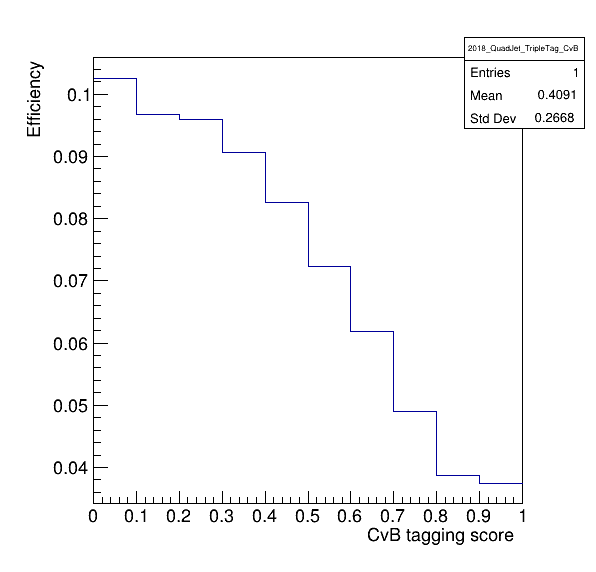 2018_QuadJet_TripleTag_CvB
Entries 1
Mean 0.4091
Std Dev 0.2668
Efficiency
0.1
0.09
0.08
0.07
0.06
0.05
0.04
0 0.1 0.2 0.3 0.4 0.5 0.6 0.7 0.8 0.9 1
CvB tagging score